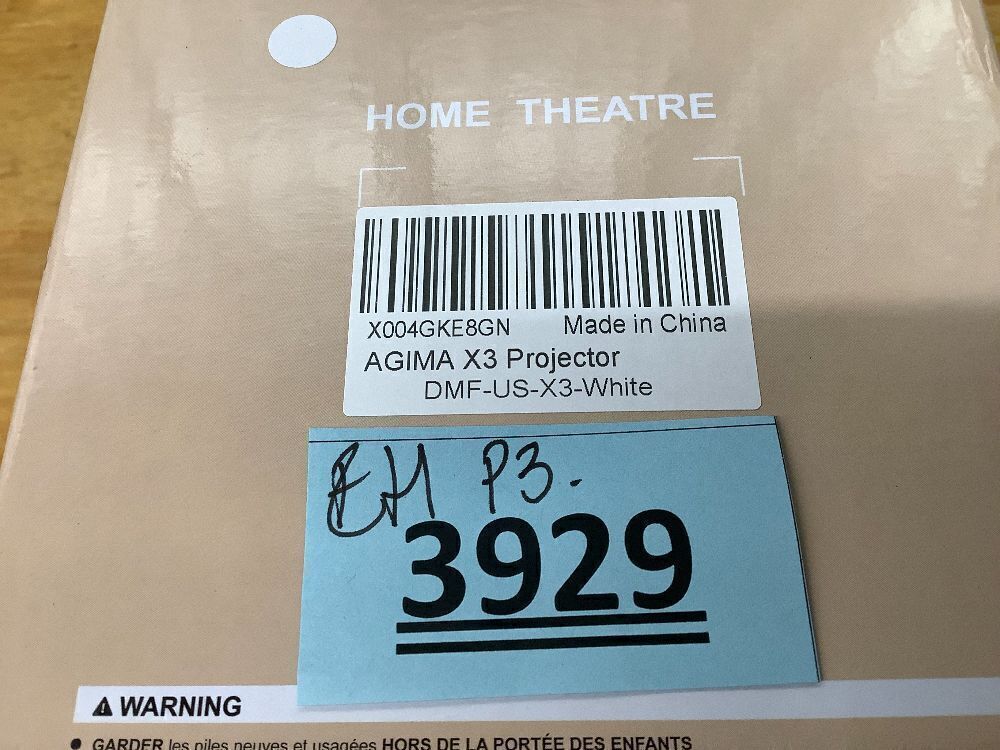 HOME THEATRE
X004GKE8GN Made in China
AGIMA X3 Projector
DMF-US-X3-White
EH P3.
3929
WARNING
• GARDER les piles neuves et usagées HORS DE LA PORTÉE DES ENFANTS